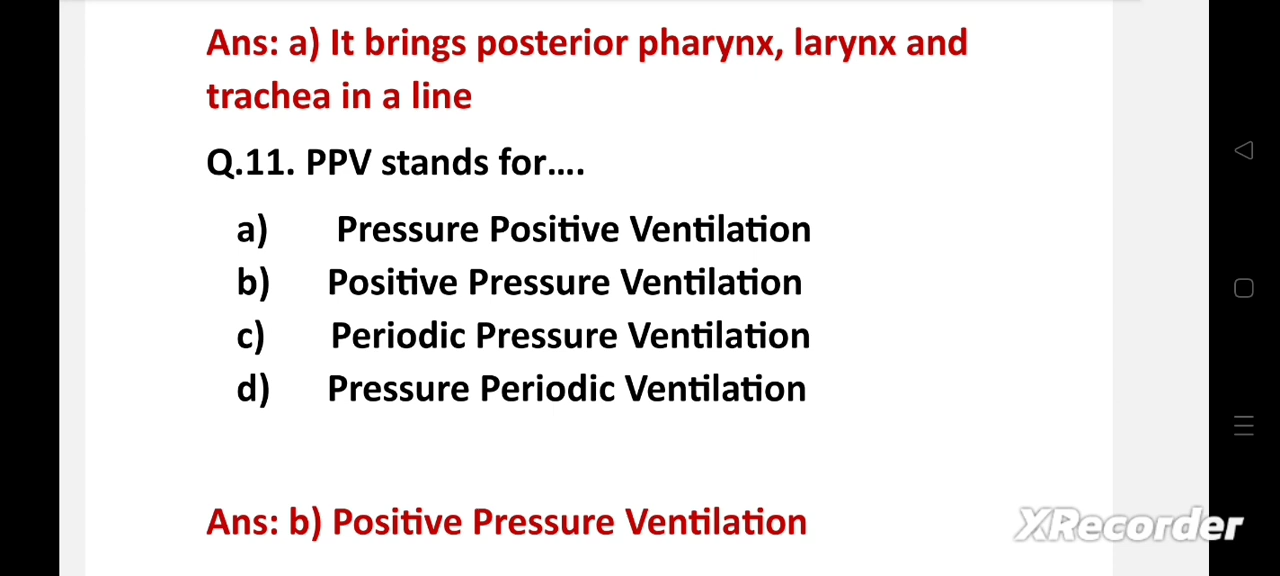 Ans: a) It brings posterior pharynx, larynx and
trachea in a line
Q.11. PPV stands for....
a) Pressure Positive Ventilation
b) Positive Pressure Ventilation
c) Periodic Pressure Ventilation
d) Pressure Periodic Ventilation
Ans: b) Positive Pressure Ventilation
XRecorder